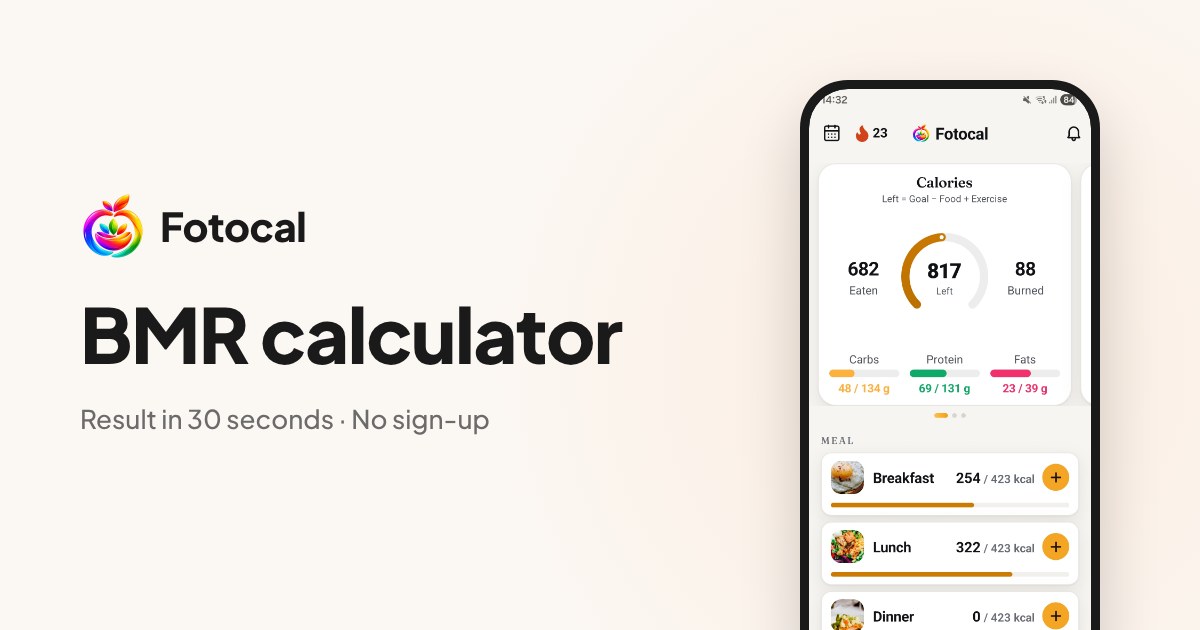 Fotocal
BMR calculator
Result in 30 seconds · No sign-up
14:32
84
23
Fotocal
Calories
Left = Goal − Food + Exercise
682
Eaten
817
Left
88
Burned
Carbs
48 / 134 g
Protein
69 / 131 g
Fats
23 / 39 g
MEAL
Breakfast 254 / 423 kcal +
Lunch 322 / 423 kcal +
Dinner 0 / 423 kcal +